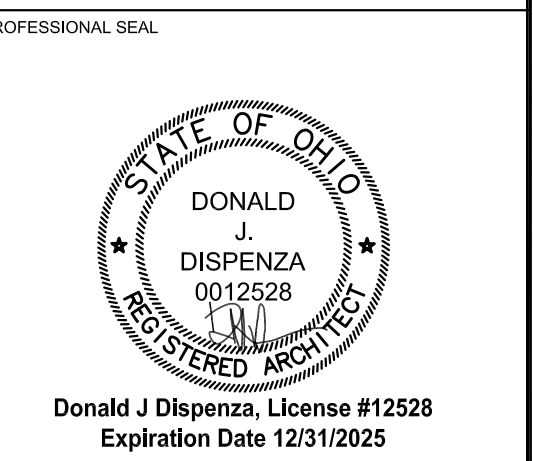 ROFESSIONAL SEAL
STATE OF OHIO
DONALD
J.
DISPENZA
0012528
REGISTERED ARCHITECT
Donald J Dispenza, License #12528
Expiration Date 12/31/2025